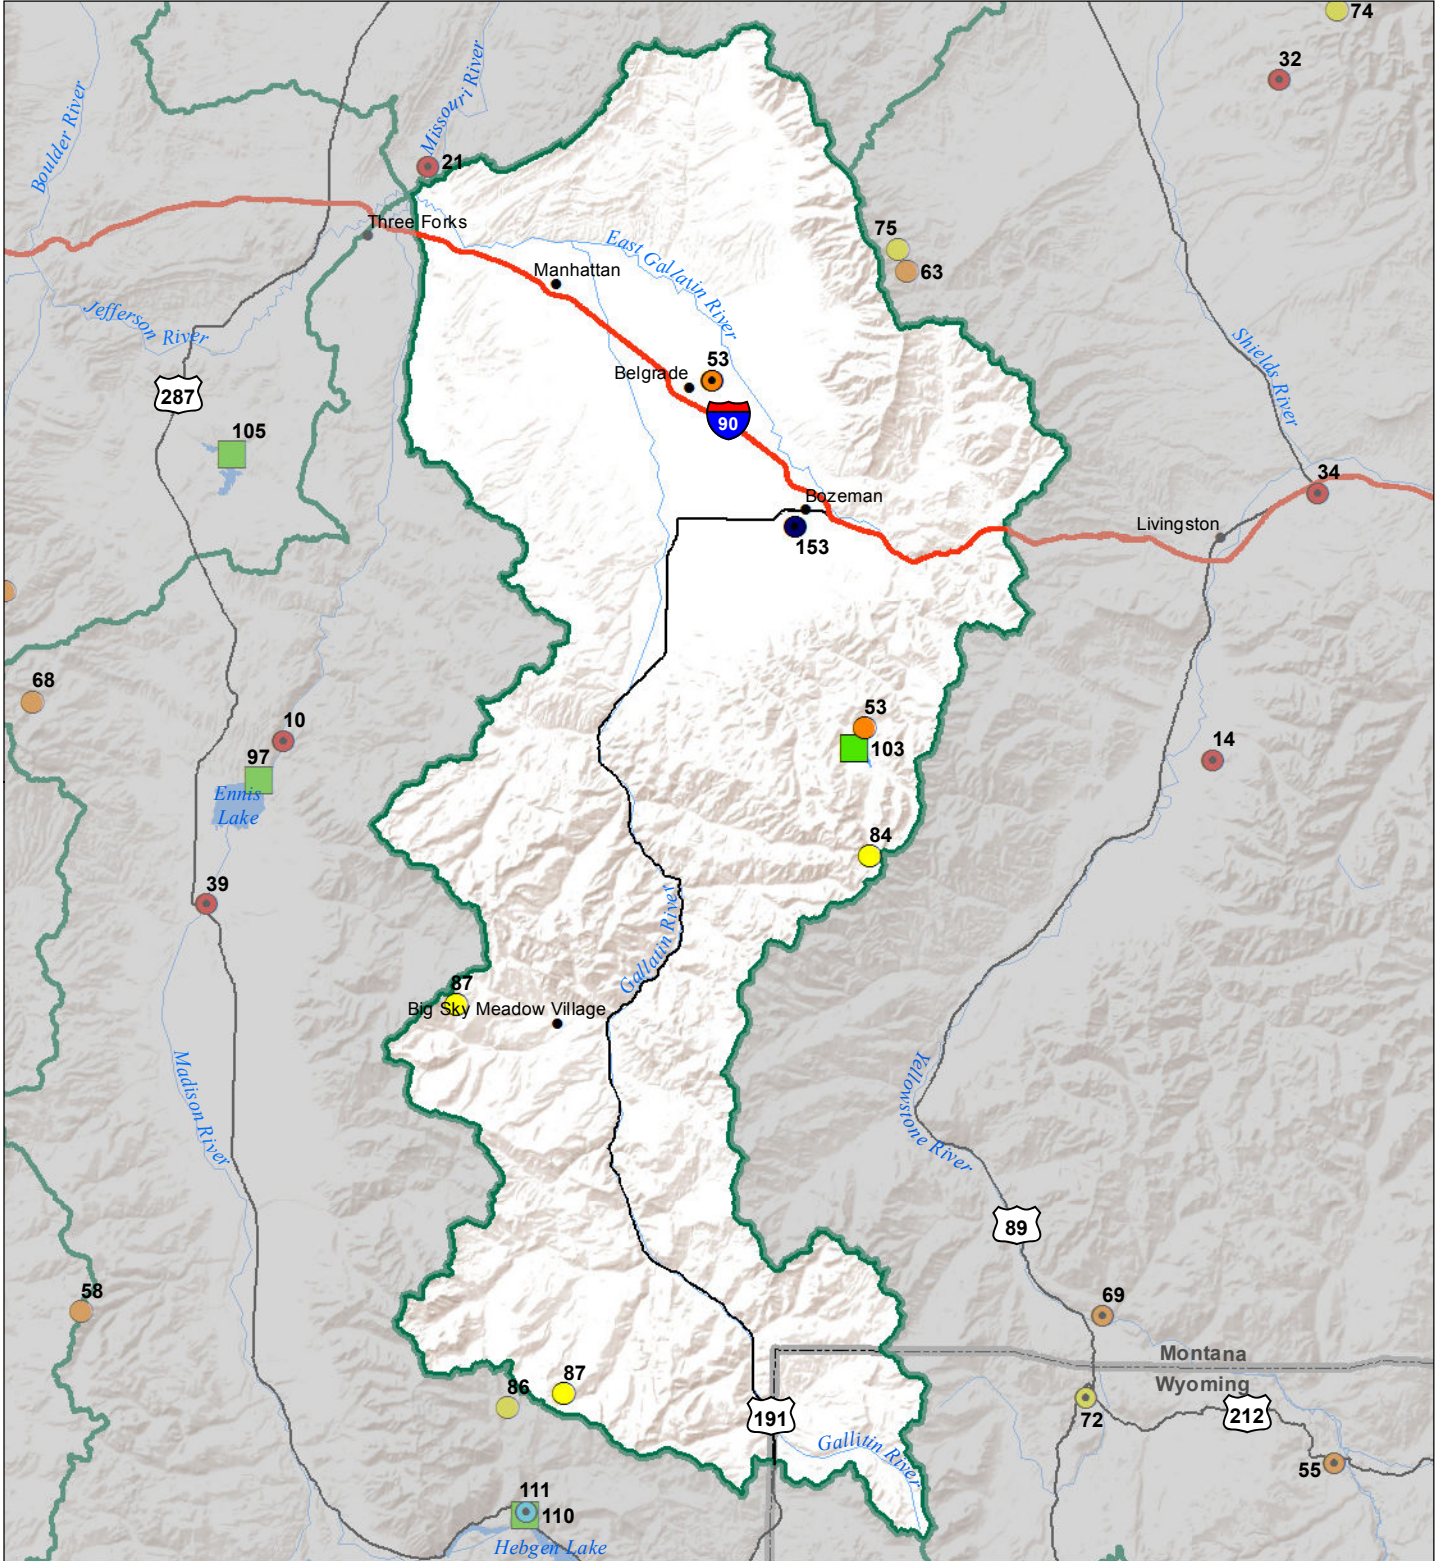 74
32
Missouri River
Boulder River
21
Three Forks
75
East Gallatin River
63
Manhattan
Jefferson River
Shields River
53
Belgrade
287
90
105
34
Bozeman
Livingston
153
68
53
10
103
14
97
Ennis
Lake
84
39
Gallatin River
87
Big Sky Meadow Village
Madison River
Yellowstone River
89
58
69
Montana
Wyoming
87
86
191
72
212
Gallitin River
55
111
110
Hebgen Lake